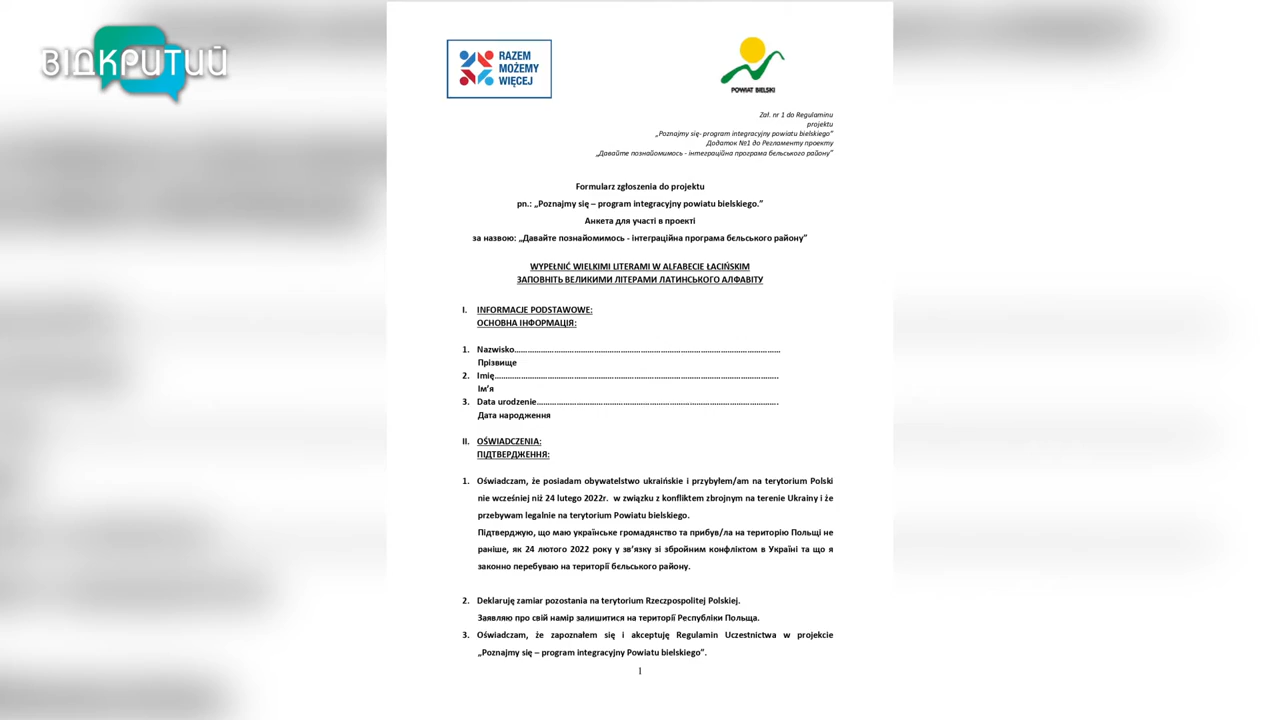 ВІДКРИТИЙ
RAZEM
MOŻEMY
WIĘCEJ
POWIAT BIELSKI
Zał. nr 1 do Regulaminu
projektu
„Poznajmy się- program integracyjny powiatu bielskiego”
Додаток №1 до Регламенту проекту
„Давайте познайомимось - інтеграційна програма бєльського району”
Formularz zgłoszenia do projektu
pn.: „Poznajmy się – program integracyjny powiatu bielskiego.”
Анкета для участі в проекті
за назвою: „Давайте познайомимось - інтеграційна програма бєльського району”
WYPEŁNIĆ WIELKIMI LITERAMI W ALFABECIE ŁACIŃSKIM
ЗАПОВНІТЬ ВЕЛИКИМИ ЛІТЕРАМИ ЛАТИНСЬКОГО АЛФАВІТУ
I. INFORMACJE PODSTAWOWE:
ОСНОВНА ІНФОРМАЦІЯ:
1. Nazwisko……………………………………………………………………………………………………
Прізвище
2. Imię…………………………………………………………………………………………………………..
Ім’я
3. Data urodzenie………………………………………………………………………………………….
Дата народження
II. OŚWIADCZENIA:
ПІДТВЕРДЖЕННЯ:
1. Oświadczam, że posiadam obywatelstwo ukraińskie i przybyłem/am na terytorium Polski
nie wcześniej niż 24 lutego 2022r. w związku z konfliktem zbrojnym na terenie Ukrainy i że
przebywam legalnie na terytorium Powiatu bielskiego.
Підтверджую, що маю українське громадянство та прибув/ла на територію Польщі не
раніше, як 24 лютого 2022 року у зв’язку зі збройним конфліктом в Україні та що я
законно перебуваю на території бєльського району.
2. Deklaruję zamiar pozostania na terytorium Rzeczpospolitej Polskiej.
Заявляю про свій намір залишитися на території Республіки Польща.
3. Oświadczam, że zapoznałem się i akceptuję Regulamin Uczestnictwa w projekcie
„Poznajmy się – program integracyjny Powiatu bielskiego”.